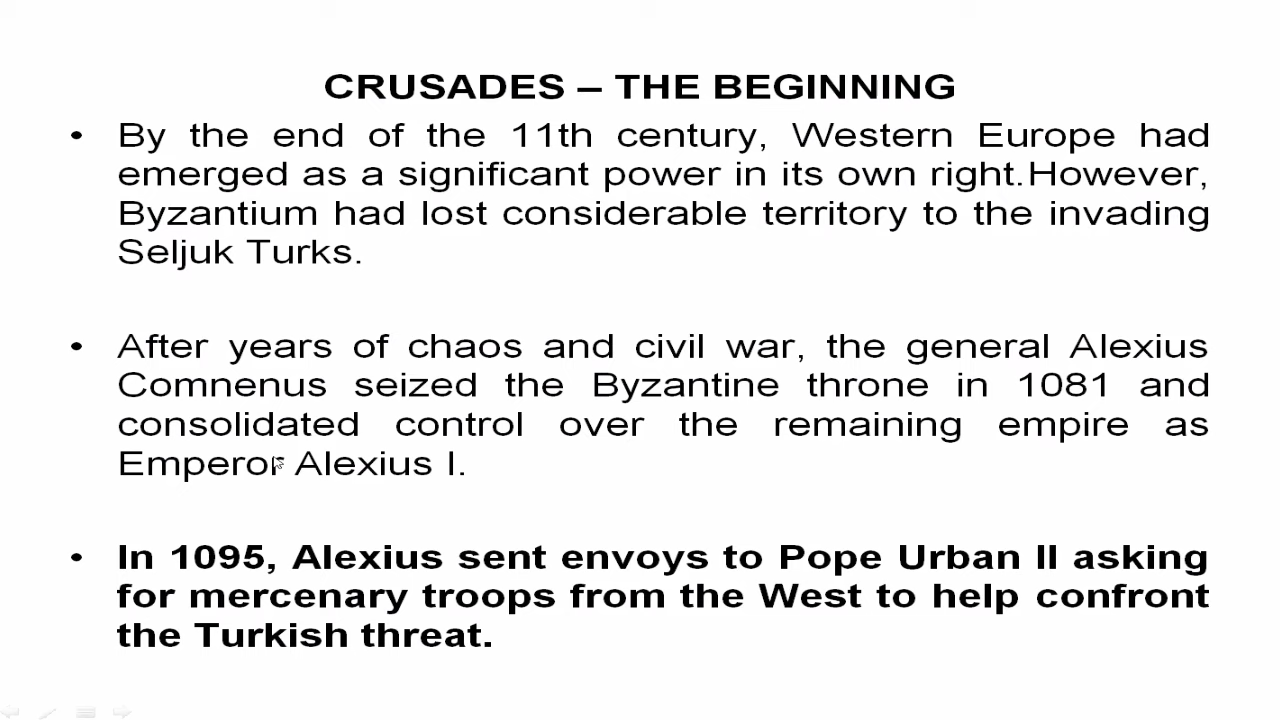 CRUSADES – THE BEGINNING
• By the end of the 11th century, Western Europe had
emerged as a significant power in its own right. However,
Byzantium had lost considerable territory to the invading
Seljuk Turks.
• After years of chaos and civil war, the general Alexius
Comnenus seized the Byzantine throne in 1081 and
consolidated control over the remaining empire as
Emperor Alexius I.
• In 1095, Alexius sent envoys to Pope Urban II asking
for mercenary troops from the West to help confront
the Turkish threat.